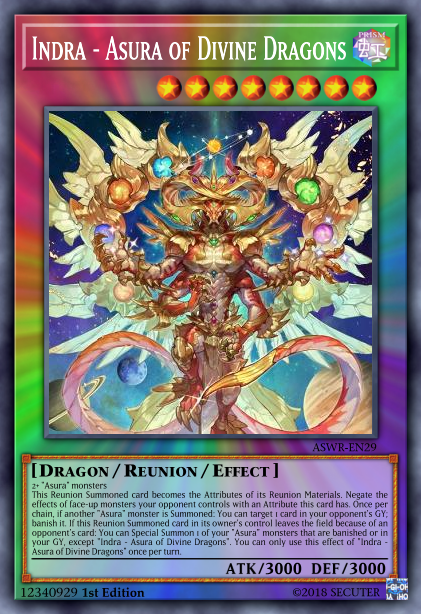 Indra - Asura of Divine Dragons
PRISM
虹
ASWR-EN29
[Dragon / Reunion / Effect]
2+ "Asura" monsters
This Reunion Summoned card becomes the Attributes of its Reunion Materials. Negate
the effects of face-up monsters your opponent controls with an Attribute this card has. Once per
chain, if another "Asura" monster is Summoned: You can target 1 card in your opponent's GY;
banish it. If this Reunion Summoned card in its owner's control leaves the field because of an
opponent's card: You can Special Summon 1 of your "Asura" monsters that are banished or in
your GY, except "Indra - Asura of Divine Dragons". You can only use this effect of "Indra -
Asura of Divine Dragons" once per turn.
ATK/3000 DEF/3000
12340929 1st Edition
©2018 SECUTER